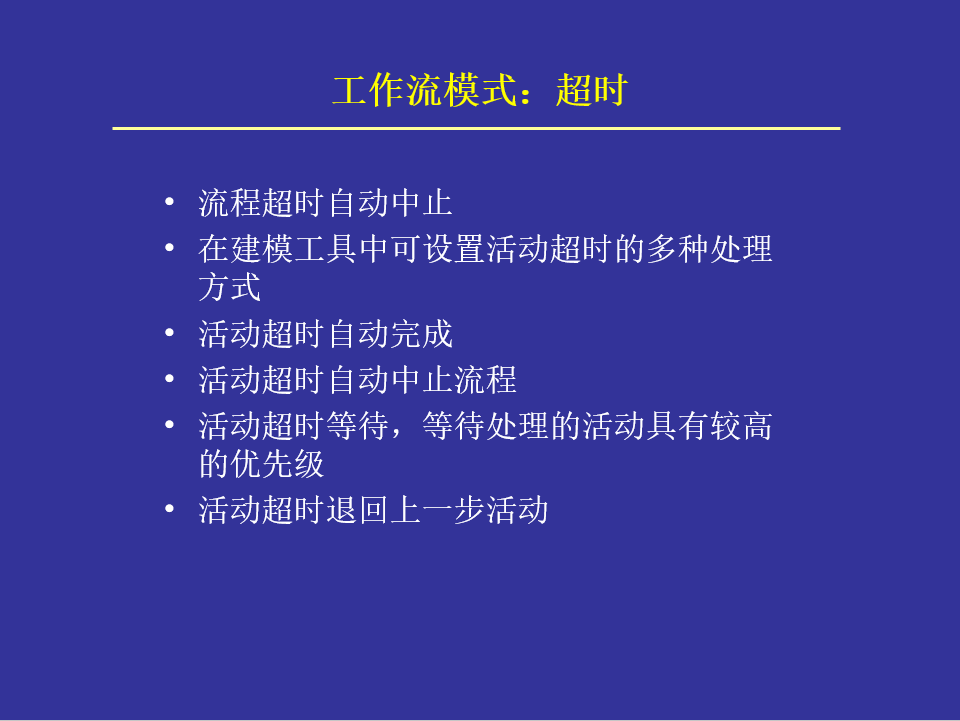 工作流模式：超时
• 流程超时自动中止
• 在建模工具中可设置活动超时的多种处理
方式
• 活动超时自动完成
• 活动超时自动中止流程
• 活动超时等待，等待处理的活动具有较高
的优先级
• 活动超时退回上一步活动